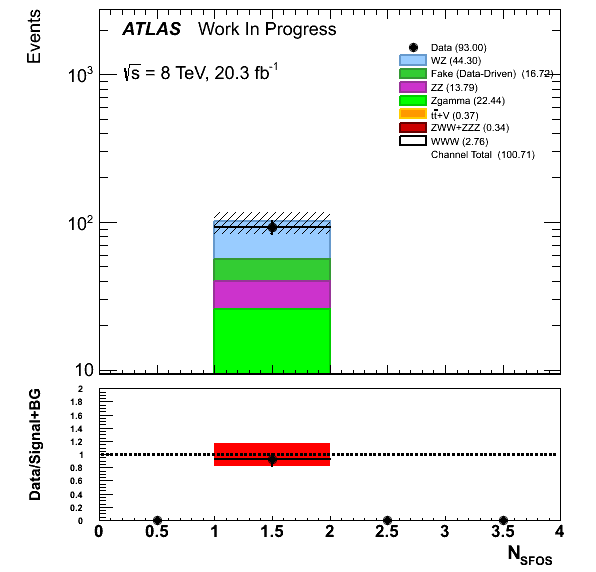 Events
ATLAS Work In Progress
√s = 8 TeV, 20.3 fb⁻¹
Data (93.00)
WZ (44.30)
Fake (Data-Driven) (16.72)
ZZ (13.79)
Zgamma (22.44)
tt̄+V (0.37)
ZWW+ZZZ (0.34)
WWW (2.76)
Channel Total (100.71)
10³
10²
10
Data/Signal+BG
2
1.8
1.6
1.4
1.2
1
0.8
0.6
0.4
0.2
0
0 0.5 1 1.5 2 2.5 3 3.5 4
N_SFOS